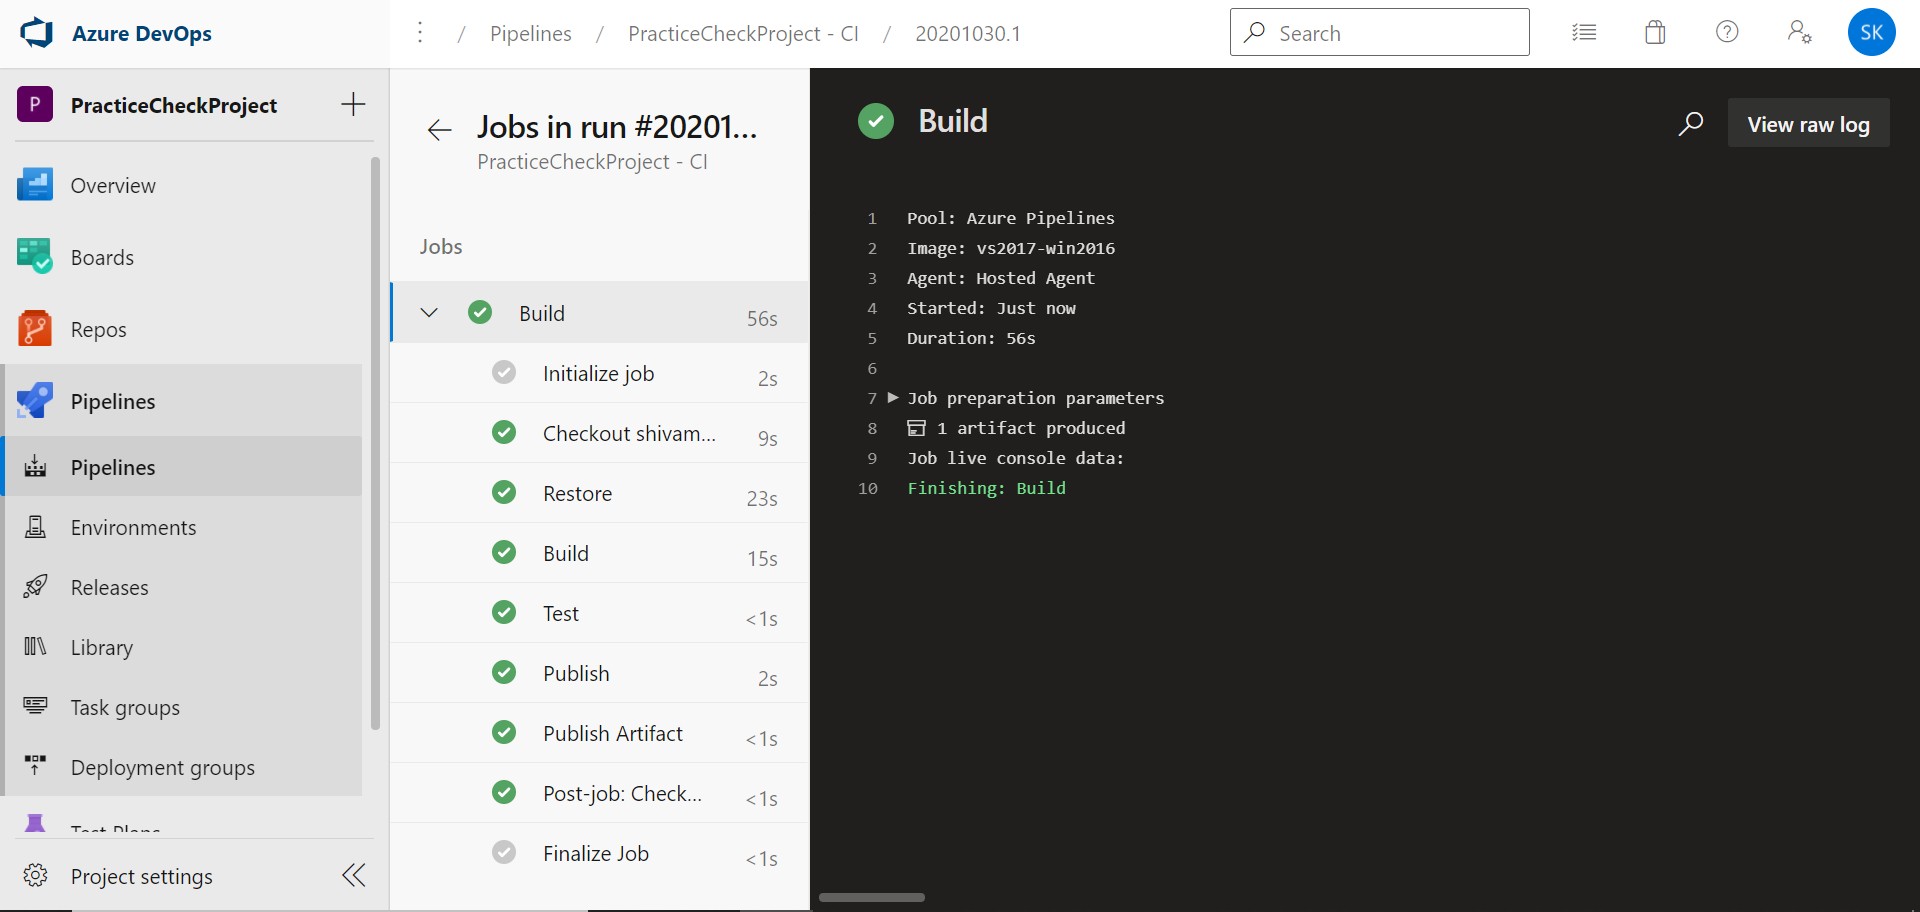 Azure DevOps
⋮ / Pipelines / PracticeCheckProject - CI / 20201030.1
Search
SK
P PracticeCheckProject
Overview
Boards
Repos
Pipelines
Pipelines
Environments
Releases
Library
Task groups
Deployment groups
Test Plans
Project settings
Jobs in run #20201...
PracticeCheckProject - CI
Jobs
Build 56s
Initialize job 2s
Checkout shivam... 9s
Restore 23s
Build 15s
Test <1s
Publish 2s
Publish Artifact <1s
Post-job: Check... <1s
Finalize Job <1s
Build
View raw log
1 Pool: Azure Pipelines
2 Image: vs2017-win2016
3 Agent: Hosted Agent
4 Started: Just now
5 Duration: 56s
6
7 Job preparation parameters
8 1 artifact produced
9 Job live console data:
10 Finishing: Build